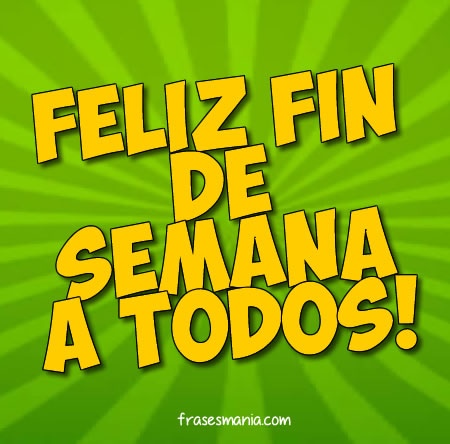 FELIZ FIN
DE
SEMANA
A TODOS!
frasesmania.com